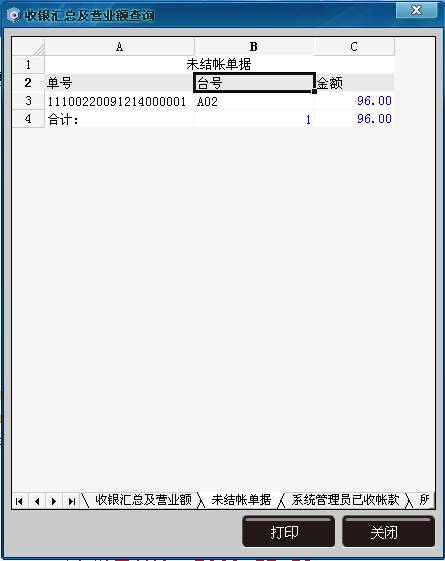 收银汇总及营业额查询
A B C
1 未结帐单据
2 单号 台号 金额
3 11100220091214000001 A02 96.00
4 合计： 1 96.00
收银汇总及营业额 未结帐单据 系统管理员已收帐款 所
打印 关闭